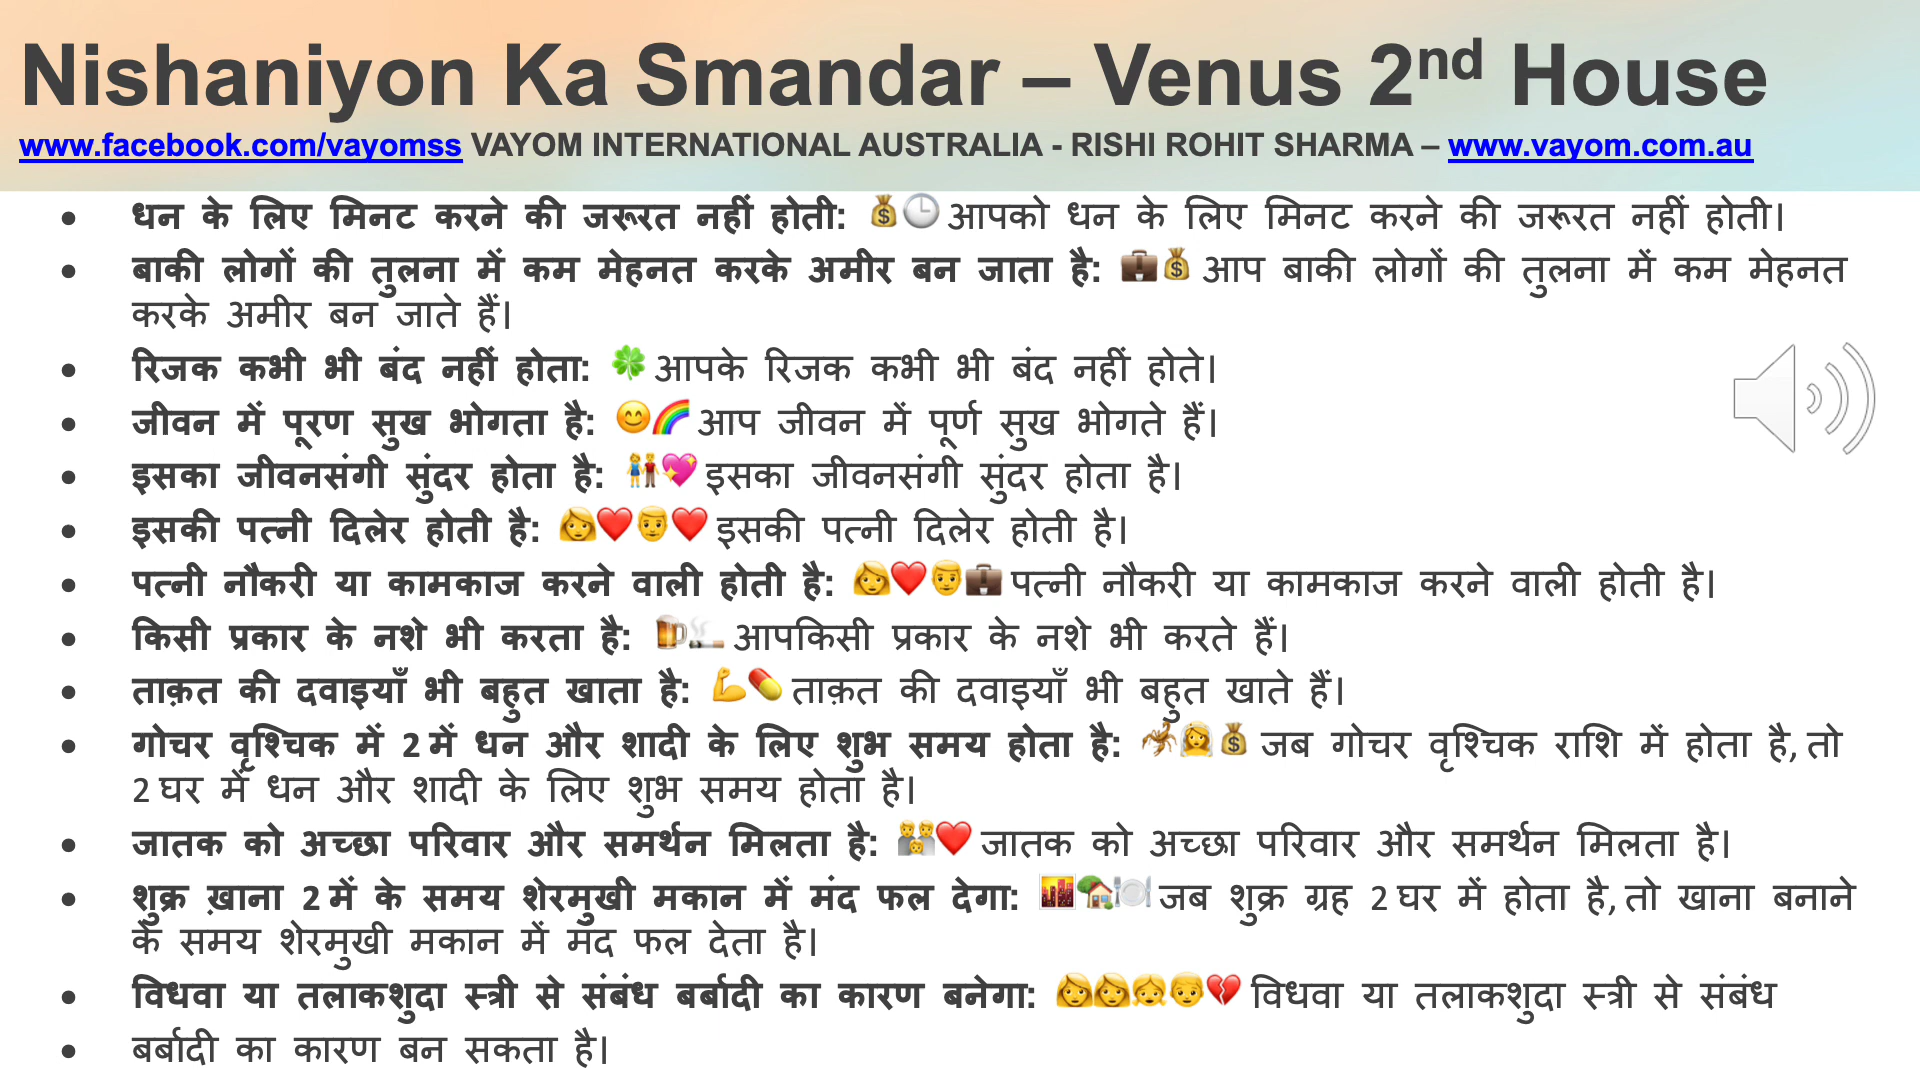 Nishaniyon Ka Smandar – Venus 2nd House
www.facebook.com/vayomss VAYOM INTERNATIONAL AUSTRALIA - RISHI ROHIT SHARMA – www.vayom.com.au
• धन के लिए मिनट करने की जरूरत नहीं होती: 💰🕒 आपको धन के लिए मिनट करने की जरूरत नहीं होती।
• बाकी लोगों की तुलना में कम मेहनत करके अमीर बन जाता है: 💼💰 आप बाकी लोगों की तुलना में कम मेहनत
करके अमीर बन जाते हैं।
• रिजक कभी भी बंद नहीं होता: 🍀 आपके रिजक कभी भी बंद नहीं होते।
• जीवन में पूरण सुख भोगता है: 😊🌈 आप जीवन में पूर्ण सुख भोगते हैं।
• इसका जीवनसंगी सुंदर होता है: 👫💖 इसका जीवनसंगी सुंदर होता है।
• इसकी पत्नी दिलेर होती है: 👩❤️👨❤️ इसकी पत्नी दिलेर होती है।
• पत्नी नौकरी या कामकाज करने वाली होती है: 👩❤️👨💼 पत्नी नौकरी या कामकाज करने वाली होती है।
• किसी प्रकार के नशे भी करता है: 🍺🚬 आपकिसी प्रकार के नशे भी करते हैं।
• ताक़त की दवाइयाँ भी बहुत खाता है: 💪💊 ताक़त की दवाइयाँ भी बहुत खाते हैं।
• गोचर वृश्चिक में 2 में धन और शादी के लिए शुभ समय होता है: 🦂👰💰 जब गोचर वृश्चिक राशि में होता है, तो
2 घर में धन और शादी के लिए शुभ समय होता है।
• जातक को अच्छा परिवार और समर्थन मिलता है: 👪❤️ जातक को अच्छा परिवार और समर्थन मिलता है।
• शुक्र ख़ाना 2 में के समय शेरमुखी मकान में मंद फल देगा: 🌇🏡🍽️ जब शुक्र ग्रह 2 घर में होता है, तो खाना बनाने
के समय शेरमुखी मकान में मंद फल देता है।
• विधवा या तलाकशुदा स्त्री से संबंध बर्बादी का कारण बनेगा: 👩👩👧👦💔 विधवा या तलाकशुदा स्त्री से संबंध
• बर्बादी का कारण बन सकता है।